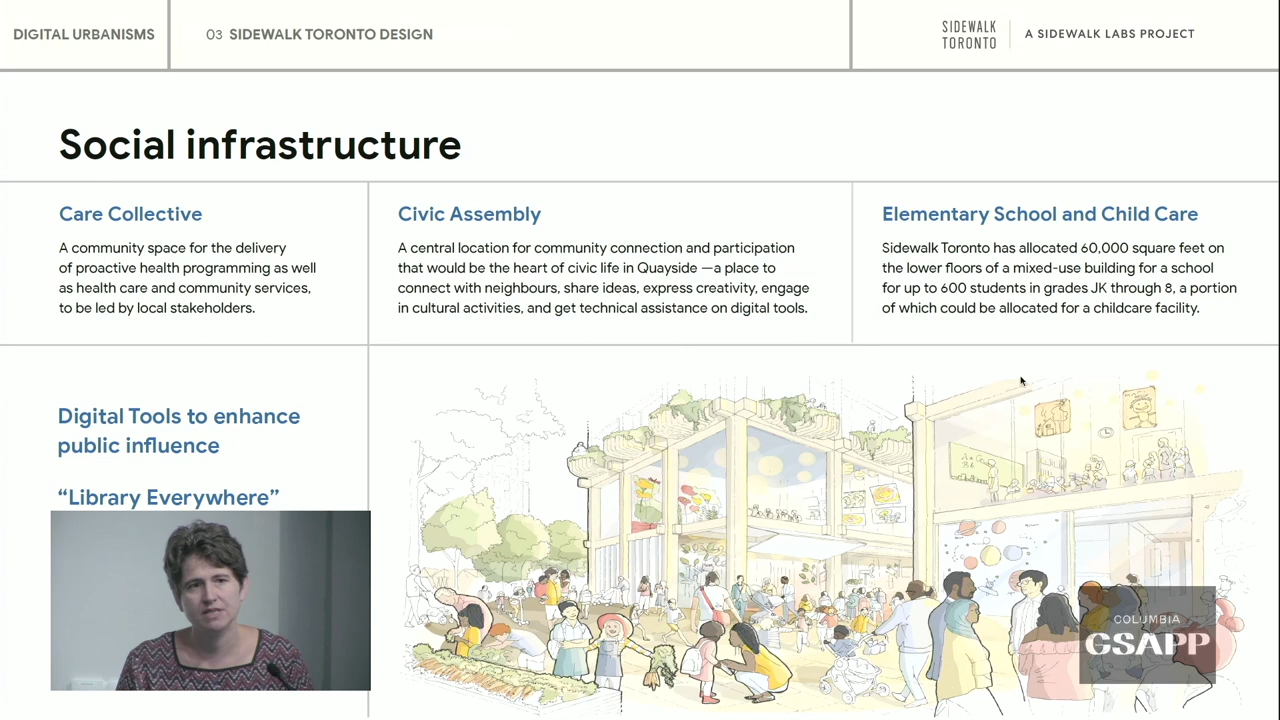 DIGITAL URBANISMS
03 SIDEWALK TORONTO DESIGN
SIDEWALK
TORONTO
A SIDEWALK LABS PROJECT
Social infrastructure
Care Collective
A community space for the delivery
of proactive health programming as well
as health care and community services,
to be led by local stakeholders.
Civic Assembly
A central location for community connection and participation
that would be the heart of civic life in Quayside —a place to
connect with neighbours, share ideas, express creativity, engage
in cultural activities, and get technical assistance on digital tools.
Elementary School and Child Care
Sidewalk Toronto has allocated 60,000 square feet on
the lower floors of a mixed-use building for a school
for up to 600 students in grades JK through 8, a portion
of which could be allocated for a childcare facility.
Digital Tools to enhance
public influence
“Library Everywhere”
COLUMBIA
GSAPP